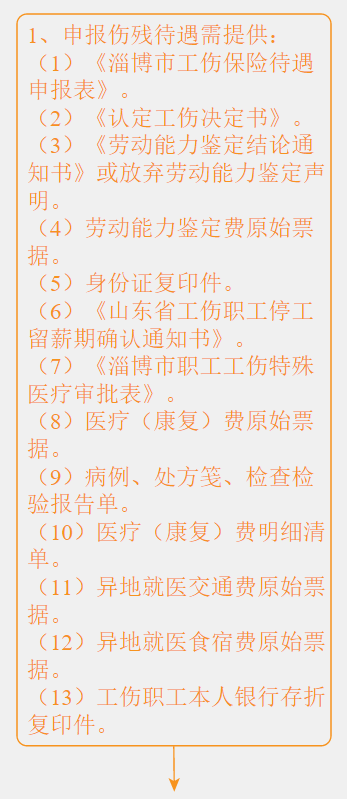 1、申报伤残待遇需提供：
（1）《淄博市工伤保险待遇
申报表》。
（2）《认定工伤决定书》。
（3）《劳动能力鉴定结论通
知书》或放弃劳动能力鉴定声
明。
（4）劳动能力鉴定费原始票
据。
（5）身份证复印件。
（6）《山东省工伤职工停工
留薪期确认通知书》。
（7）《淄博市职工工伤特殊
医疗审批表》。
（8）医疗（康复）费原始票
据。
（9）病例、处方笺、检查检
验报告单。
（10）医疗（康复）费明细清
单。
（11）异地就医交通费原始票
据。
（12）异地就医食宿费原始票
据。
（13）工伤职工本人银行存折
复印件。